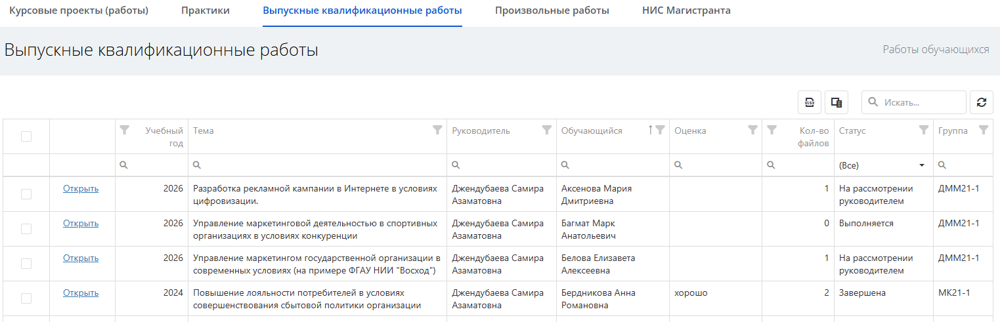 Курсовые проекты (работы) Практики Выпускные квалификационные работы Произвольные работы НИС Магистранта
Выпускные квалификационные работы Работы обучающихся
XLSX Искать...
Учебный Тема Руководитель Обучающийся Оценка Кол-во Статус Группа
год файлов
(Все)
Открыть 2026 Разработка рекламной кампании в Интернете в условиях Джендубаева Самира Аксенова Мария 1 На рассмотрении ДММ21-1
цифровизации. Азаматовна Дмитриевна руководителем
Открыть 2026 Управление маркетинговой деятельностью в спортивных Джендубаева Самира Багмат Марк 0 Выполняется ДММ21-1
организациях в условиях конкуренции Азаматовна Анатольевич
Открыть 2026 Управление маркетингом государственной организации в Джендубаева Самира Белова Елизавета 1 На рассмотрении ДММ21-1
современных условиях (на примере ФГАУ НИИ "Восход") Азаматовна Алексеевна руководителем
Открыть 2024 Повышение лояльности потребителей в условиях Джендубаева Самира Бердникова Анна хорошо 2 Завершена МК21-1
совершенствования сбытовой политики организации Азаматовна Романовна